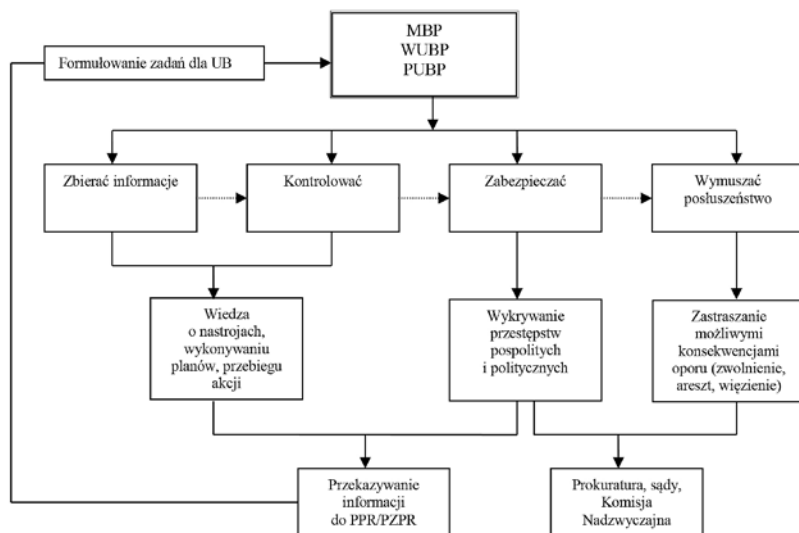 MBP
WUBP
PUBP
Formułowanie zadań dla UB
Zbierać informacje
Kontrolować
Zabezpieczać
Wymuszać
posłuszeństwo
Wiedza
o nastrojach,
wykonywaniu
planów, przebiegu
akcji
Wykrywanie
przestępstw
pospolitych
i politycznych
Zastraszanie
możliwymi
konsekwencjami
oporu (zwolnienie,
areszt, więzienie)
Przekazywanie
informacji
do PPR/PZPR
Prokuratura, sądy,
Komisja
Nadzwyczajna